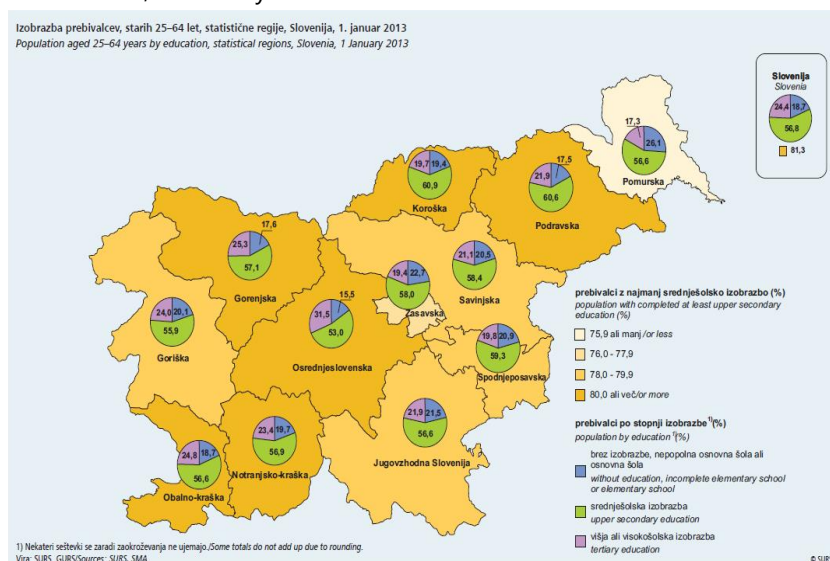 Izobrazba prebivalcev, starih 25–64 let, statistične regije, Slovenija, 1. januar 2013
Population aged 25–64 years by education, statistical regions, Slovenia, 1 January 2013
Slovenija
Slovenia
24,4 18,7
56,8
81,3
17,3
26,1
56,6
Pomurska
19,7 19,4
60,9
Koroška
17,5
21,9
60,6
Podravska
17,6
25,3
57,1
Gorenjska
21,1 20,5
58,4
Savinjska
19,4 22,7
58,0
Zasavska
15,5
31,5
53,0
Osrednjeslovenska
24,0 20,1
55,9
Goriška
19,8 20,9
59,3
Spodnjeposavska
21,9 21,5
56,6
Jugovzhodna Slovenija
23,4 19,7
56,9
Notranjsko-kraška
24,8 18,7
56,6
Obalno-kraška
prebivalci z najmanj srednješolsko izobrazbo (%)
population with completed at least upper secondary
education (%)
75,9 ali manj /or less
76,0 - 77,9
78,0 - 79,9
80,0 ali več/or more
prebivalci po stopnji izobrazbe1)(%)
population by education 1)(%)
brez izobrazbe, nepopolna osnovna šola ali
osnovna šola
without education, incomplete elementary school
or elementary school
srednješolska izobrazba
upper secondary education
višja ali visokošolska izobrazba
tertiary education
1) Nekateri seštevki se zaradi zaokroževanja ne ujemajo./Some totals do not add up due to rounding.
Vira: SURS, GURS/Sources: SURS, SMA
© SURS